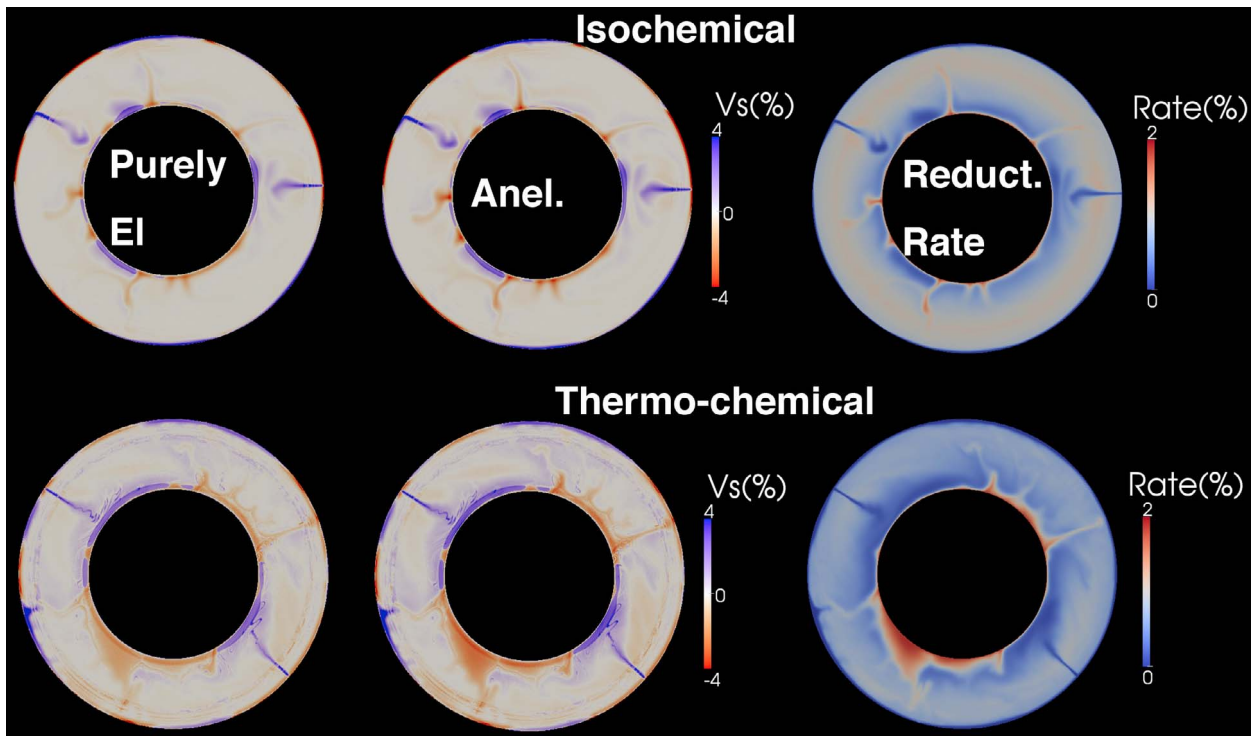 Isochemical
Purely
El
Anel.
Vs(%)
4
0
-4
Reduct.
Rate
Rate(%)
2
0
Thermo-chemical
Vs(%)
4
0
-4
Rate(%)
2
0